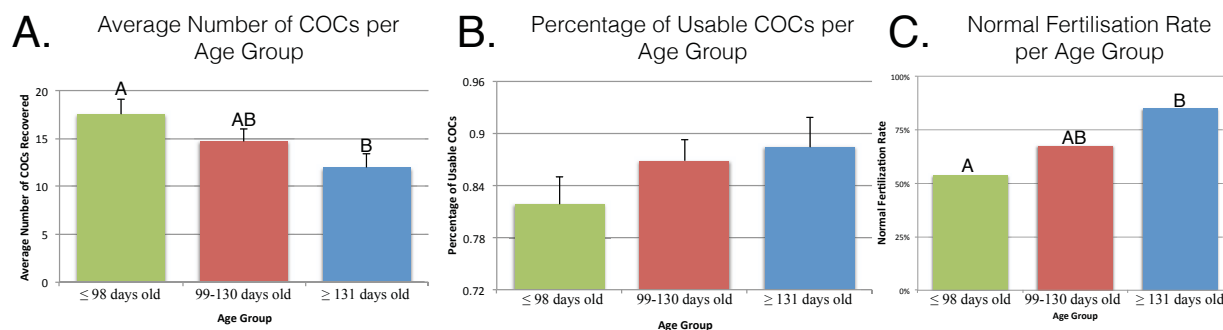 A.
Average Number of COCs per
Age Group
Average Number of COCs Recovered
20
15
10
5
0
A
AB
B
≤ 98 days old
99-130 days old
≥ 131 days old
Age Group
B.
Percentage of Usable COCs per
Age Group
Percentage of Usable COCs
0.96
0.9
0.84
0.78
0.72
≤ 98 days old
99-130 days old
≥ 131 days old
Age Group
C.
Normal Fertilisation Rate
per Age Group
Normal Fertilization Rate
100%
75%
50%
25%
0%
A
AB
B
≤ 98 days old
99-130 days old
≥ 131 days old
Age Group